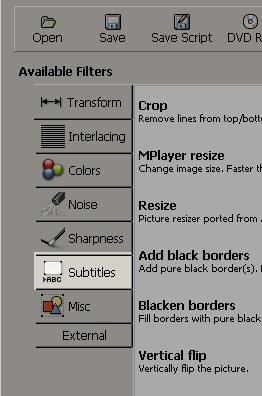 Open Save Save Script DVD R
Available Filters
Transform
Interlacing
Colors
Noise
Sharpness
ABC Subtitles
Misc
External
Crop
Remove lines from top/bott
MPlayer resize
Change image size. Faster th
Resize
Picture resizer ported from
Add black borders
Add pure black border(s).
Blacken borders
Fill borders with pure black
Vertical flip
Vertically flip the picture.